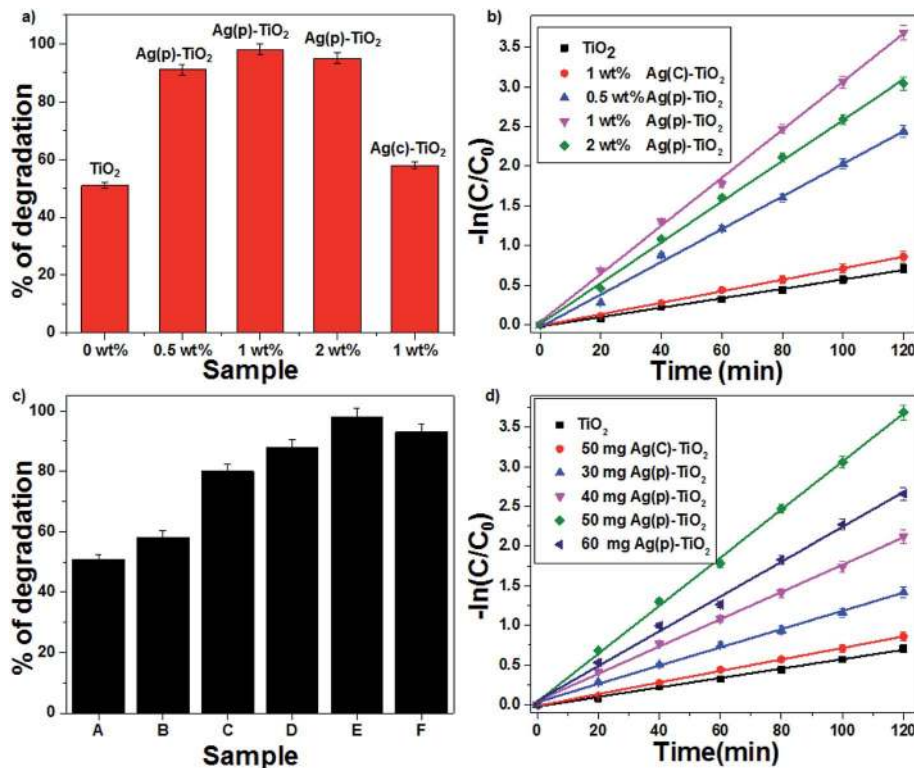 a)
% of degradation
100
80
60
40
20
0
TiO₂
Ag(p)-TiO₂
Ag(p)-TiO₂
Ag(p)-TiO₂
Ag(c)-TiO₂
0 wt% 0.5 wt% 1 wt% 2 wt% 1 wt%
Sample
b)
-ln(C/C₀)
3.5
3.0
2.5
2.0
1.5
1.0
0.5
0.0
TiO₂
1 wt% Ag(C)-TiO₂
0.5 wt%Ag(p)-TiO₂
1 wt% Ag(p)-TiO₂
2 wt% Ag(p)-TiO₂
0 20 40 60 80 100 120
Time (min)
c)
% of degradation
100
80
60
40
20
0
A B C D E F
Sample
d)
-ln(C/C₀)
3.5
3.0
2.5
2.0
1.5
1.0
0.5
0.0
TiO₂
50 mg Ag(C)-TiO₂
30 mg Ag(p)-TiO₂
40 mg Ag(p)-TiO₂
50 mg Ag(p)-TiO₂
60 mg Ag(p)-TiO₂
0 20 40 60 80 100 120
Time(min)